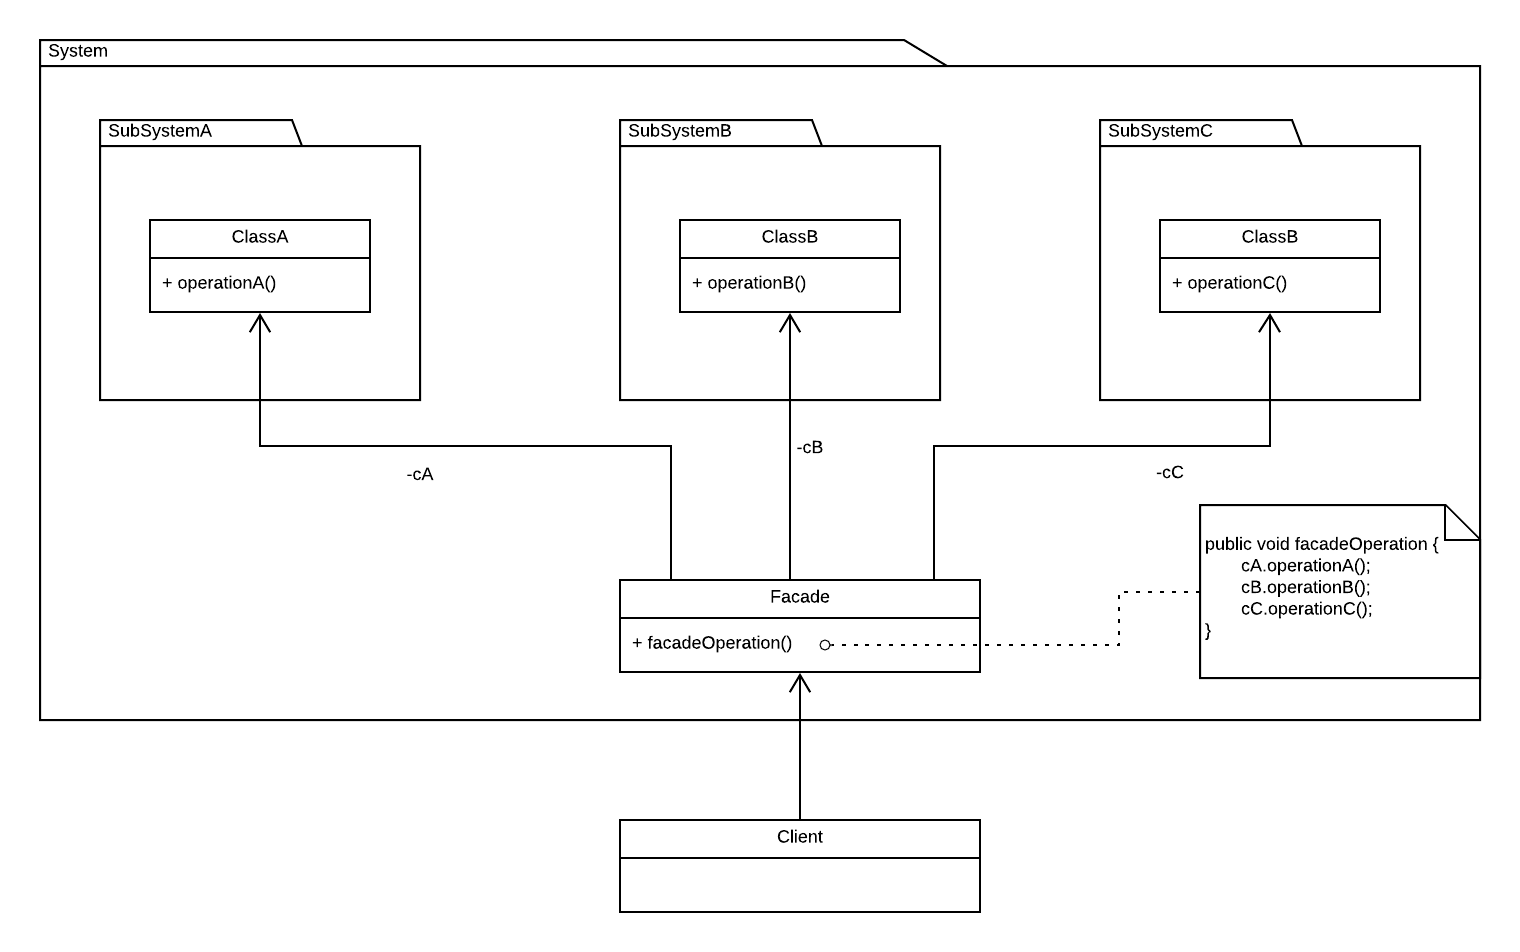 System
SubSystemA
SubSystemB
SubSystemC
ClassA
+ operationA()
ClassB
+ operationB()
ClassB
+ operationC()
-cA
-cB
-cC
public void facadeOperation {
cA.operationA();
cB.operationB();
cC.operationC();
}
Facade
+ facadeOperation()
Client